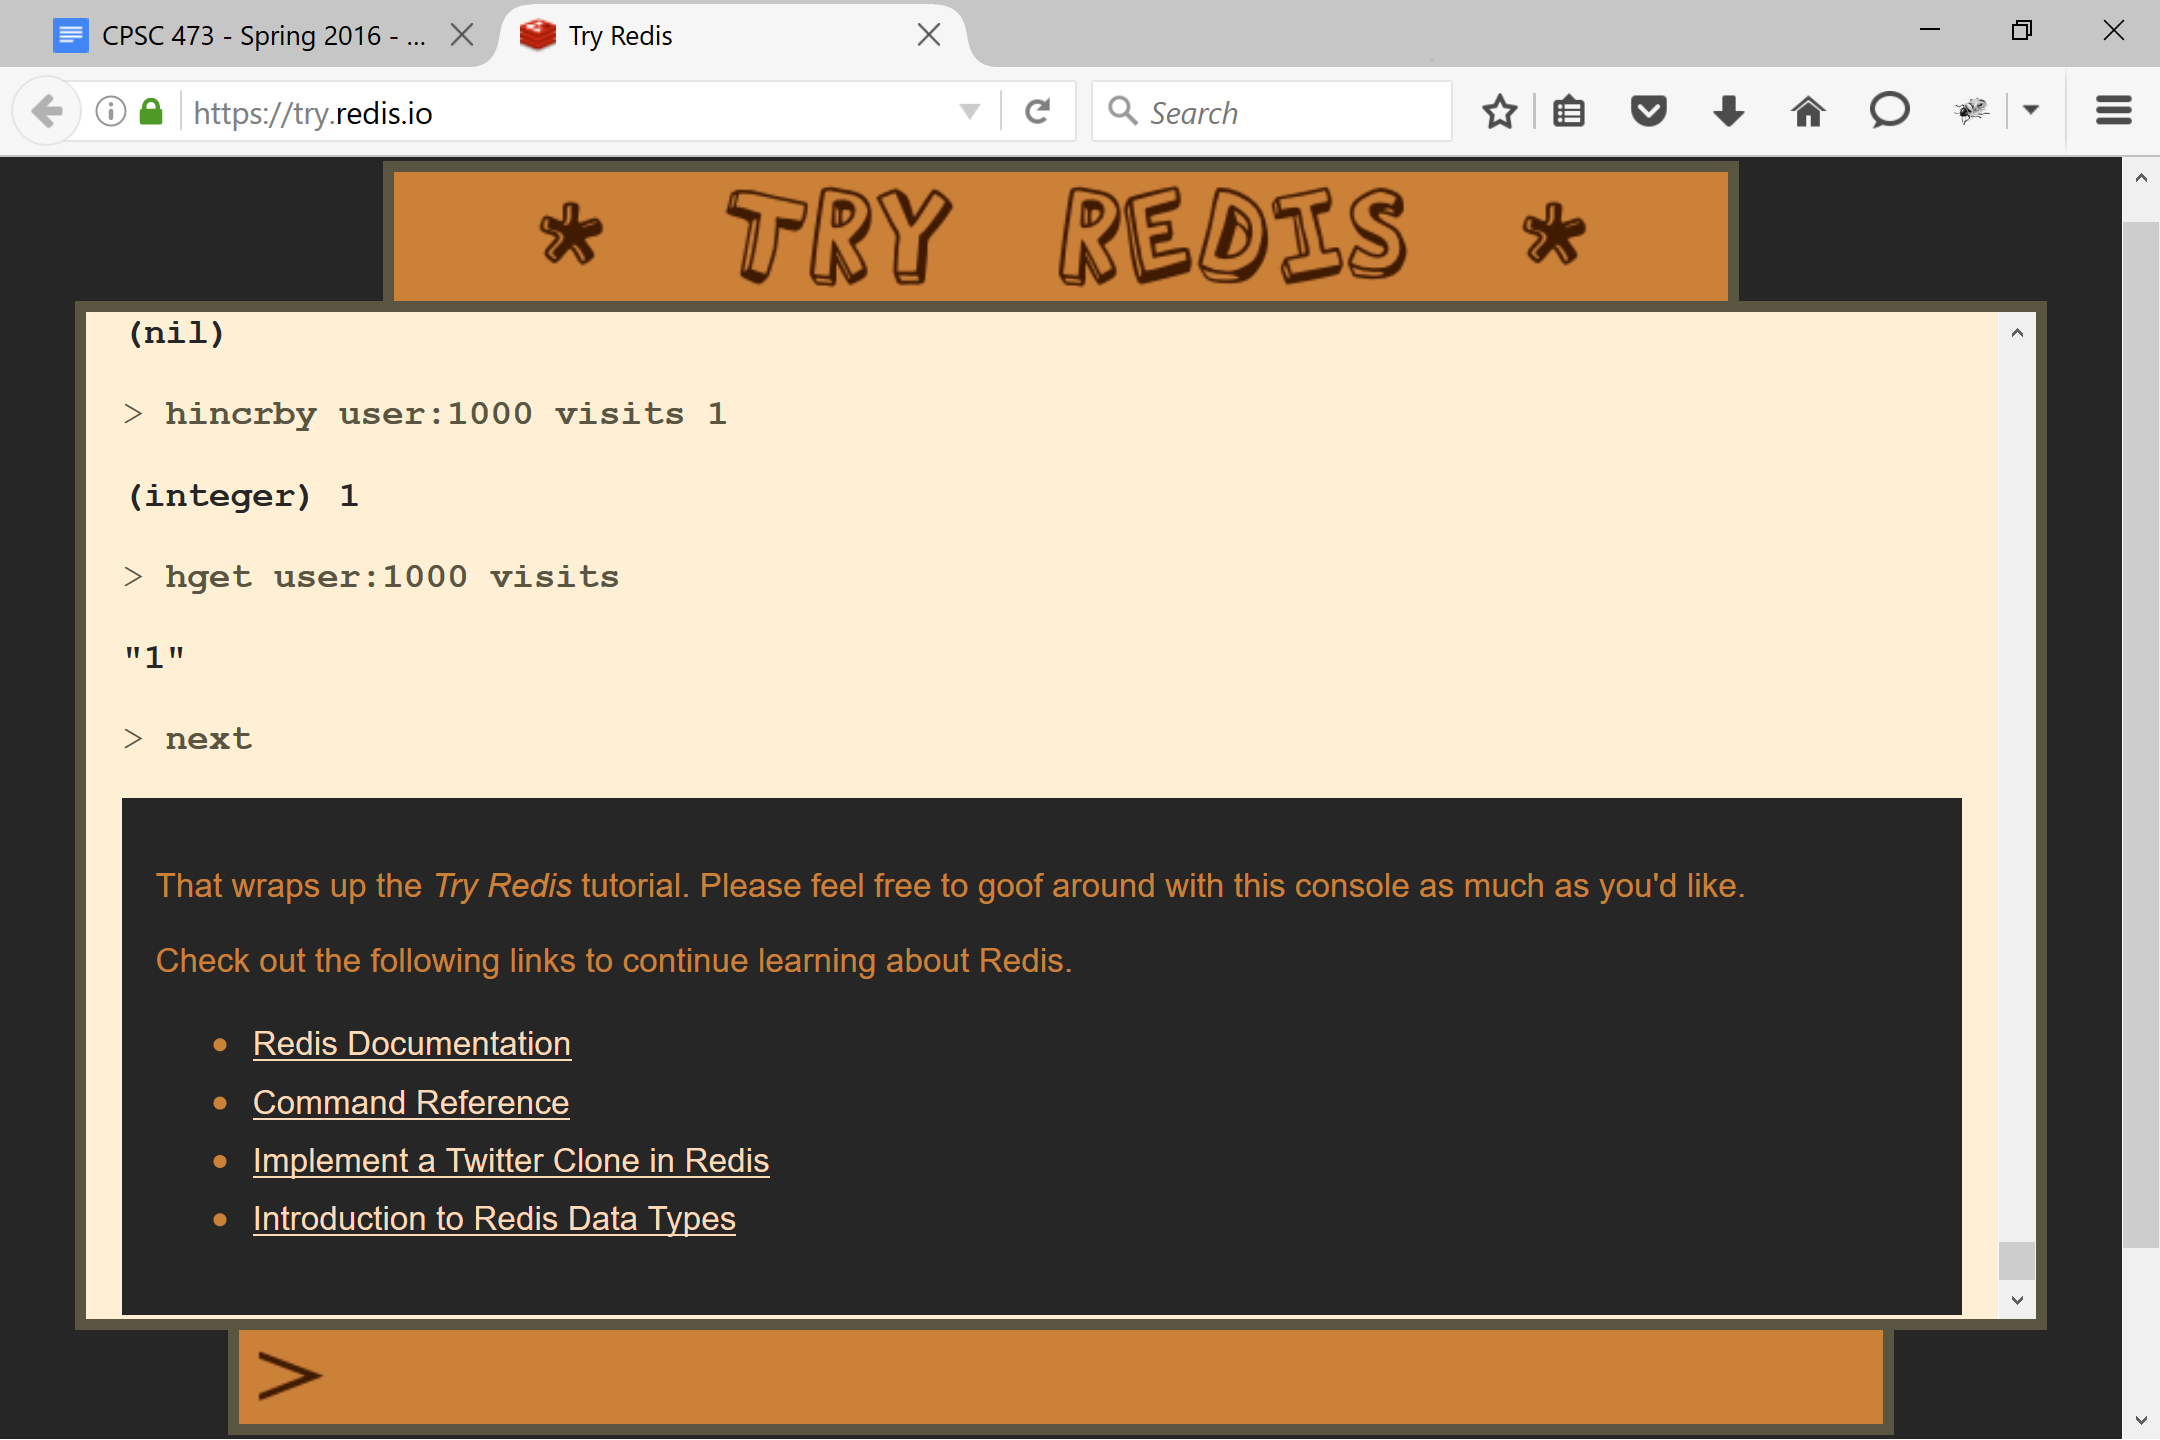 CPSC 473 - Spring 2016 - ...
Try Redis
https://try.redis.io
Search
* TRY REDIS *
(nil)
> hincrby user:1000 visits 1
(integer) 1
> hget user:1000 visits
"1"
> next
That wraps up the Try Redis tutorial. Please feel free to goof around with this console as much as you'd like.
Check out the following links to continue learning about Redis.
• Redis Documentation
• Command Reference
• Implement a Twitter Clone in Redis
• Introduction to Redis Data Types
>